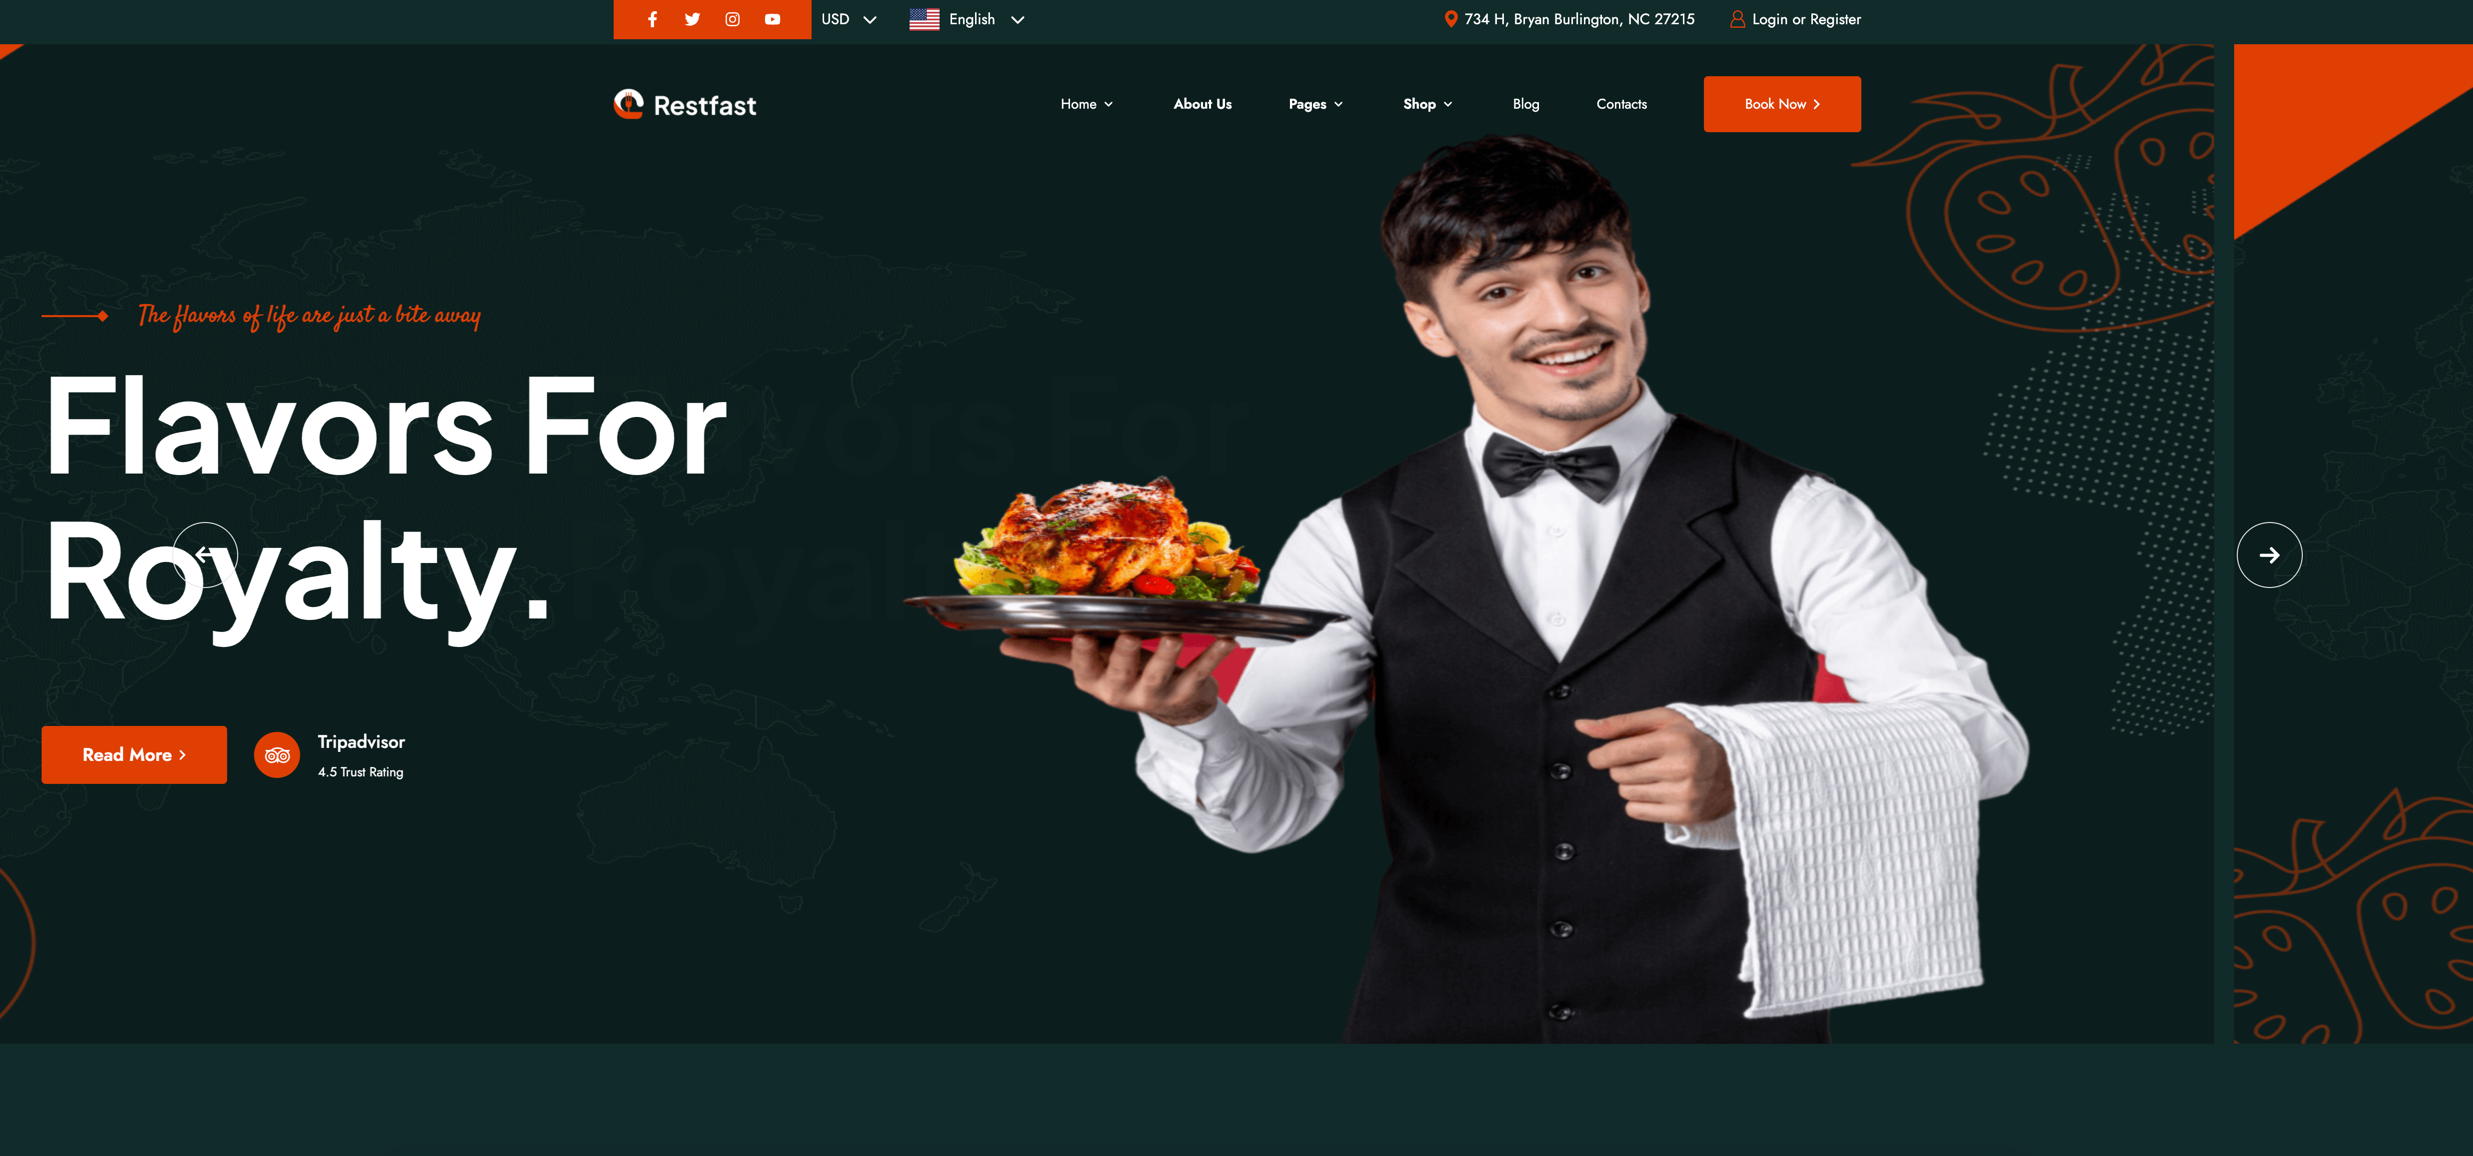 USD
English
734 H, Bryan Burlington, NC 27215
Login or Register
Restfast
Home
About Us
Pages
Shop
Blog
Contacts
Book Now
The flavors of life are just a bite away
Flavors For
Royalty.
Read More
Tripadvisor
4.5 Trust Rating